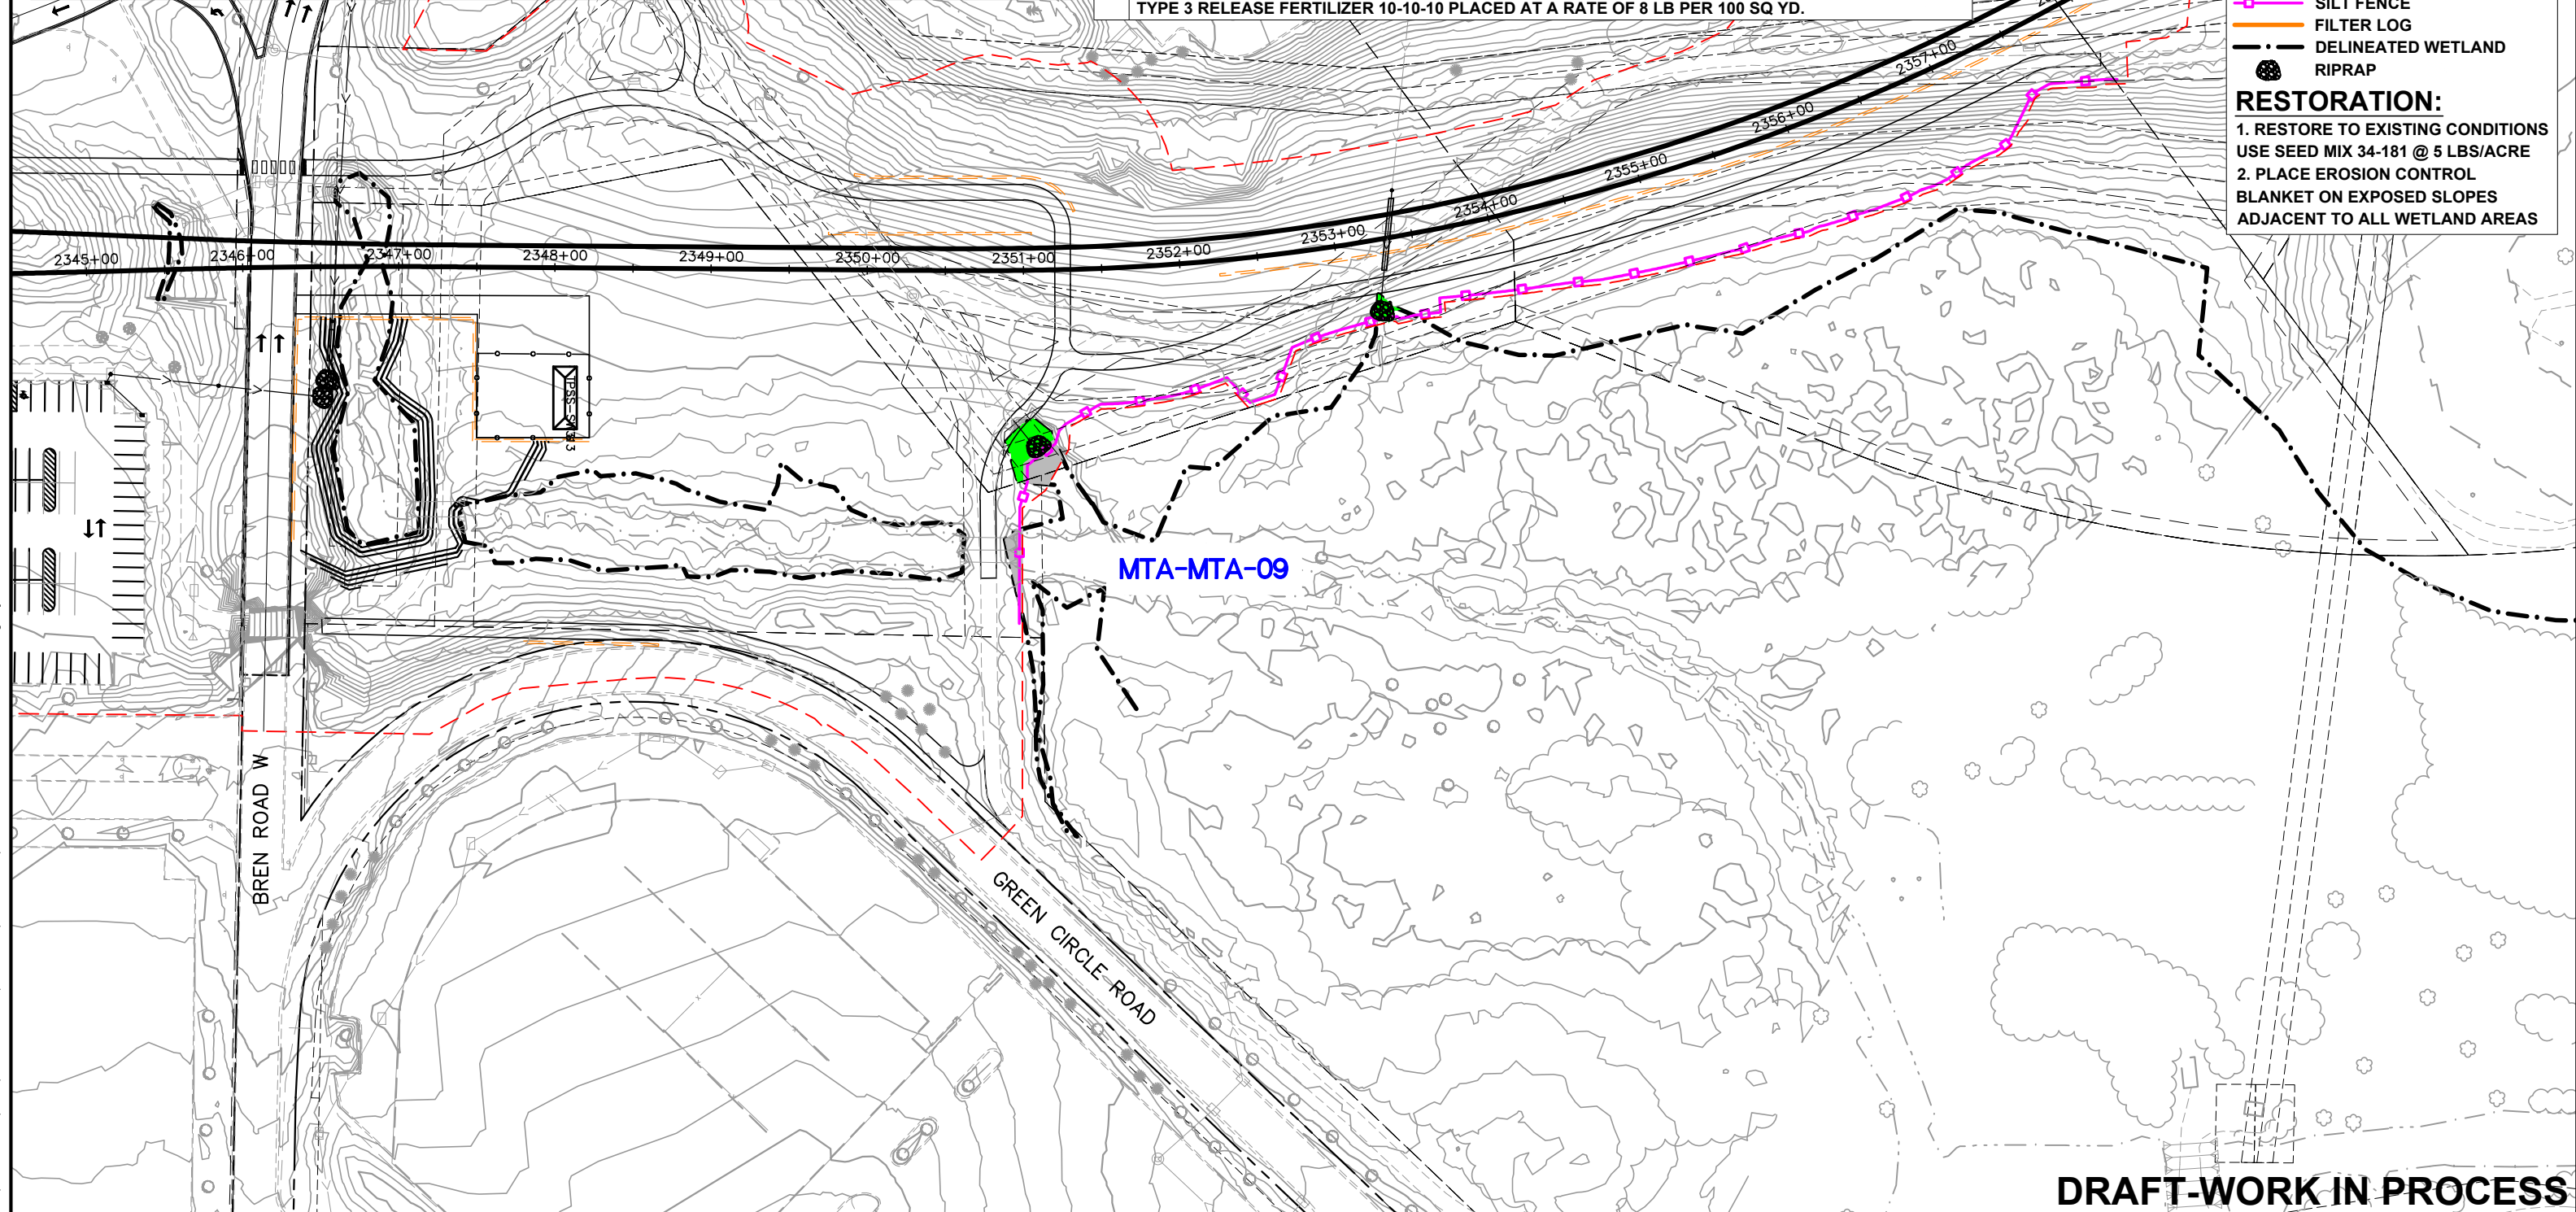 TYPE 3 RELEASE FERTILIZER 10-10-10 PLACED AT A RATE OF 8 LB PER 100 SQ YD.
SILT FENCE
FILTER LOG
DELINEATED WETLAND
RIPRAP
RESTORATION:
1. RESTORE TO EXISTING CONDITIONS
USE SEED MIX 34-181 @ 5 LBS/ACRE
2. PLACE EROSION CONTROL
BLANKET ON EXPOSED SLOPES
ADJACENT TO ALL WETLAND AREAS
2345+00
2346+00
2347+00
2348+00
2349+00
2350+00
2351+00
2352+00
2353+00
2354+00
2355+00
2356+00
2357+00
MTA-MTA-09
BREN ROAD W
GREEN CIRCLE ROAD
DRAFT-WORK IN PROCESS